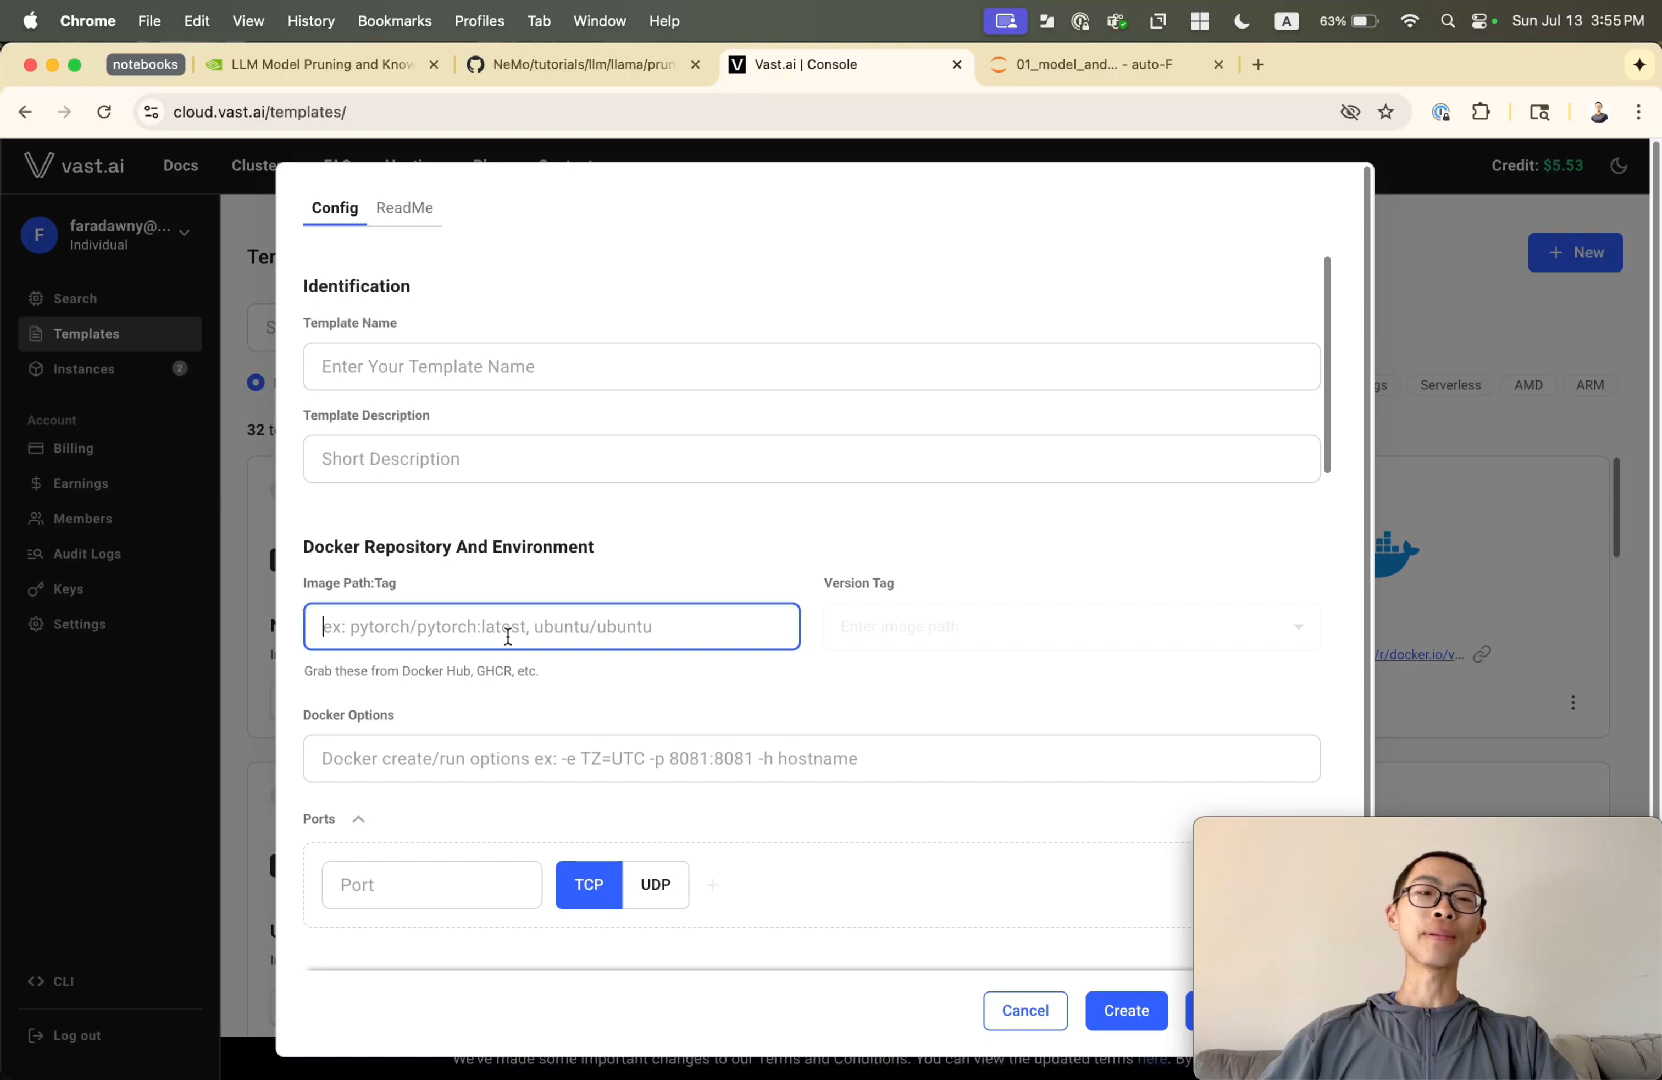 Chrome File Edit View History Bookmarks Profiles Tab Window Help A 63% Sun Jul 13 3:55 PM
notebooks LLM Model Pruning and Know NeMo/tutorials/llm/llama/prun Vast.ai | Console 01_model_and... - auto-F
cloud.vast.ai/templates/
vast.ai Docs Credit: $5.53
F faradawny@...
Individual
New
Search
Templates
Instances 2
Account
Billing
Earnings
Members
Audit Logs
Keys
Settings
CLI
Log out
Serverless AMD ARM
32
/r/docker.io/v...
Config ReadMe
Identification
Template Name
Enter Your Template Name
Template Description
Short Description
Docker Repository And Environment
Image Path:Tag Version Tag
ex: pytorch/pytorch:latest, ubuntu/ubuntu Enter image path
Grab these from Docker Hub, GHCR, etc.
Docker Options
Docker create/run options ex: -e TZ=UTC -p 8081:8081 -h hostname
Ports
Port TCP UDP
Cancel Create
We've made some important changes to our Terms and Conditions. You can view the updated terms here. By